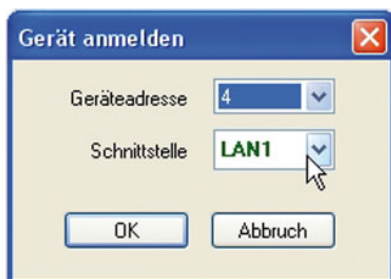 Gerät anmelden
Geräteadresse 4
Schnittstelle LAN1
OK Abbruch